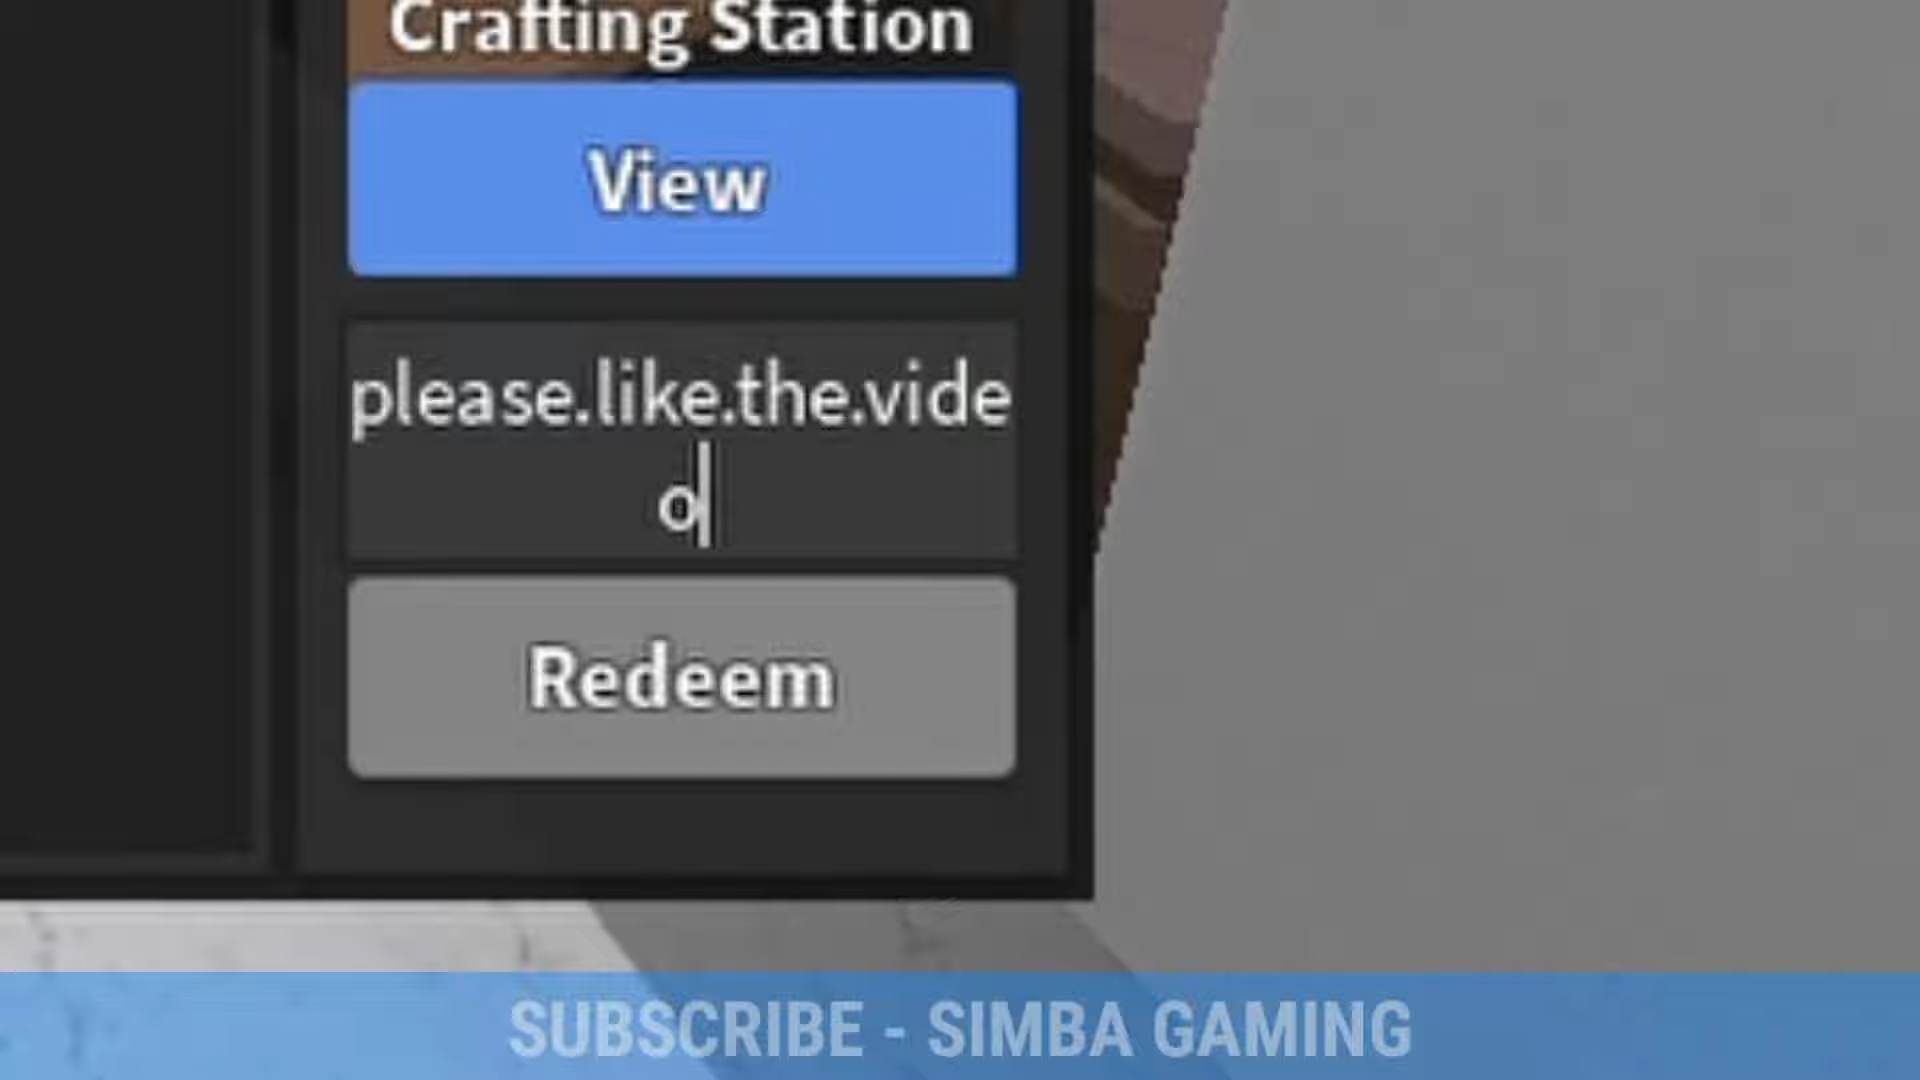 Crafting Station
View
please.like.the.vide
o
Redeem
SUBSCRIBE - SIMBA GAMING